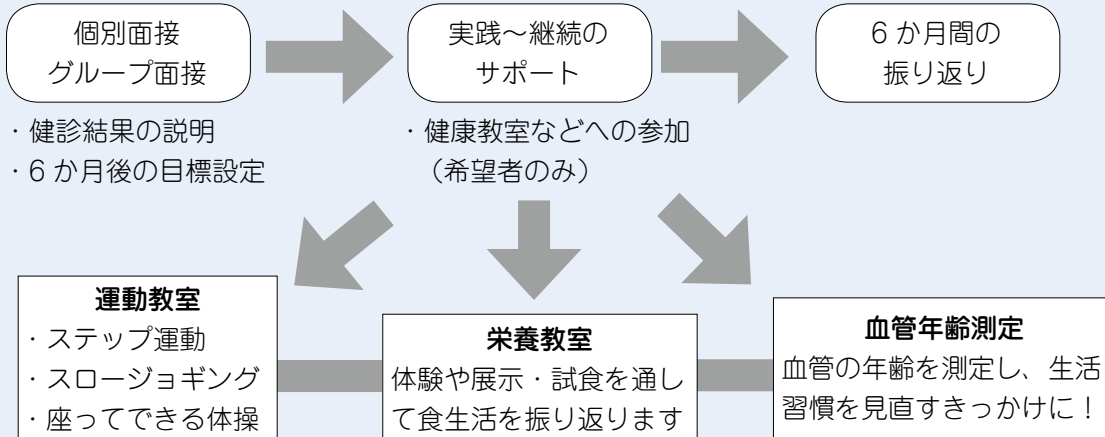 個別面接
グループ面接
実践～継続の
サポート
6 か月間の
振り返り
・健診結果の説明
・6 か月後の目標設定
・健康教室などへの参加
（希望者のみ）
運動教室
・ステップ運動
・スロージョギング
・座ってできる体操
栄養教室
体験や展示・試食を通し
て食生活を振り返ります
血管年齢測定
血管の年齢を測定し、生活
習慣を見直すきっかけに！